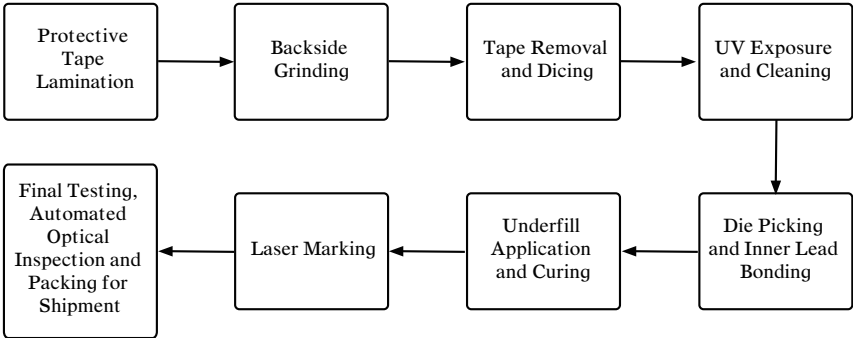 Protective
Tape
Lamination
Backside
Grinding
Tape Removal
and Dicing
UV Exposure
and Cleaning
Die Picking
and Inner Lead
Bonding
Underfill
Application
and Curing
Laser Marking
Final Testing,
Automated
Optical
Inspection and
Packing for
Shipment